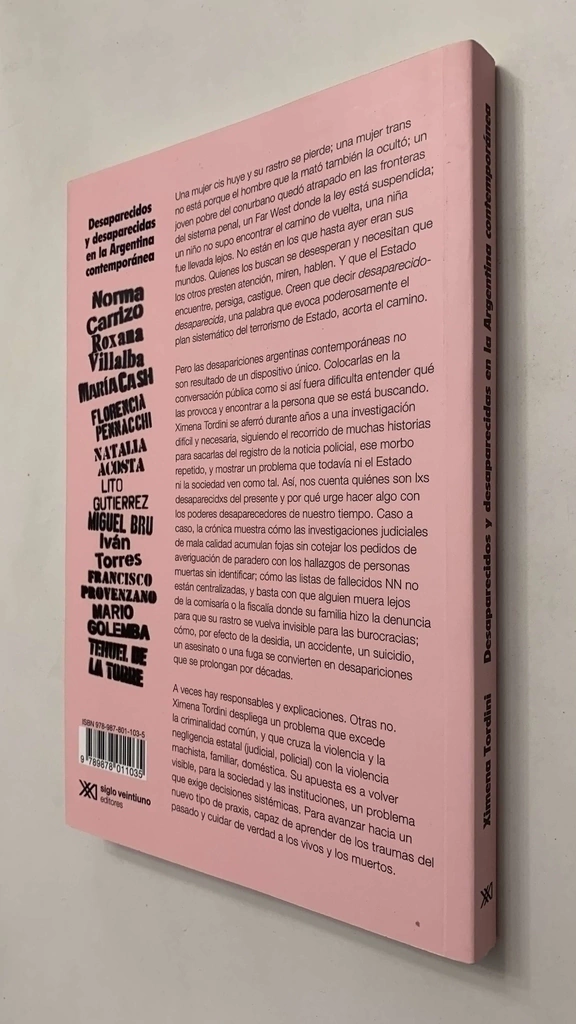 Desaparecidos
y desaparecidas
en la Argentina
contemporánea
Norma
Carrizo
Roxana
Villalba
MARÍA CASH
FLORENCIA
PENNACCHI
NATALIA
ACOSTA
LITO
GUTIERREZ
MIGUEL BRU
Iván
Torres
FRANCISCO
PROVENZANO
MARIO
GOLEMBA
TEHUEL DE
LA TORRE
ISBN 978-987-801-103-5
9 789878 011035
siglo veintiuno
editores
Una mujer cis huye y su rastro se pierde; una mujer trans
no está porque el hombre que la mató también la ocultó; un
joven pobre del conurbano quedó atrapado en las fronteras
del sistema penal, un Far West donde la ley está suspendida;
un niño no supo encontrar el camino de vuelta, una niña
fue llevada lejos. No están en los que hasta ayer eran sus
mundos. Quienes los buscan se desesperan y necesitan que
los otros presten atención, miren, hablen. Y que el Estado
encuentre, persiga, castigue. Creen que decir desaparecido-
desaparecida, una palabra que evoca poderosamente el
plan sistemático del terrorismo de Estado, acorta el camino.
Pero las desapariciones argentinas contemporáneas no
son resultado de un dispositivo único. Colocarlas en la
conversación pública como si así fuera dificulta entender qué
las provoca y encontrar a la persona que se está buscando.
Ximena Tordini se aferró durante años a una investigación
difícil y necesaria, siguiendo el recorrido de muchas historias
para sacarlas del registro de la noticia policial, ese morbo
repetido, y mostrar un problema que todavía ni el Estado
ni la sociedad ven como tal. Así, nos cuenta quiénes son lxs
desaparecidxs del presente y por qué urge hacer algo con
los poderes desaparecedores de nuestro tiempo. Caso a
caso, la crónica muestra cómo las investigaciones judiciales
de mala calidad acumulan fojas sin cotejar los pedidos de
averiguación de paradero con los hallazgos de personas
muertas sin identificar; cómo las listas de fallecidos NN no
están centralizadas, y basta con que alguien muera lejos
de la comisaría o la fiscalía donde su familia hizo la denuncia
para que su rastro se vuelva invisible para las burocracias;
cómo, por efecto de la desidia, un accidente, un suicidio,
un asesinato o una fuga se convierten en desapariciones
que se prolongan por décadas.
A veces hay responsables y explicaciones. Otras no.
Ximena Tordini despliega un problema que excede
la criminalidad común, y que cruza la violencia y la
negligencia estatal (judicial, policial) con la violencia
machista, familiar, doméstica. Su apuesta es a volver
visible, para la sociedad y las instituciones, un problema
que exige decisiones sistémicas. Para avanzar hacia un
nuevo tipo de praxis, capaz de aprender de los traumas del
pasado y cuidar de verdad a los vivos y los muertos.
Ximena Tordini Desaparecidos y desaparecidas en la Argentina contemporánea